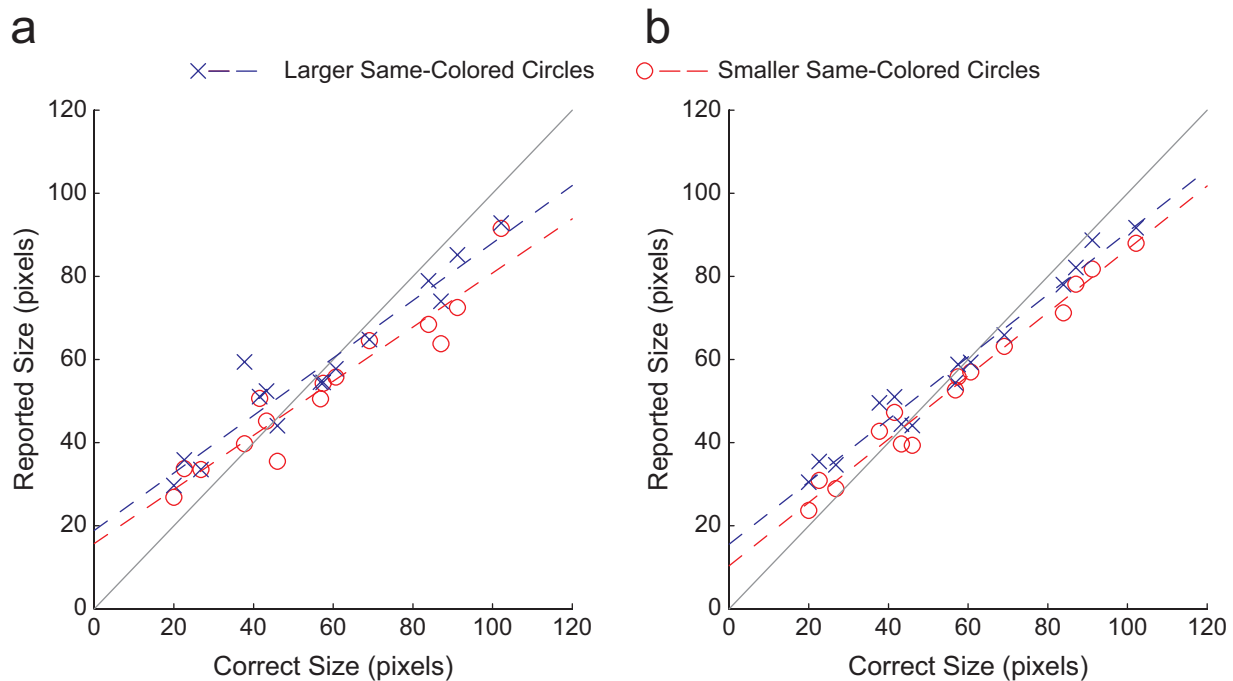 a
b
Larger Same-Colored Circles
Smaller Same-Colored Circles
Reported Size (pixels)
120
100
80
60
40
20
0
0 20 40 60 80 100 120
Correct Size (pixels)
Reported Size (pixels)
120
100
80
60
40
20
0
0 20 40 60 80 100 120
Correct Size (pixels)